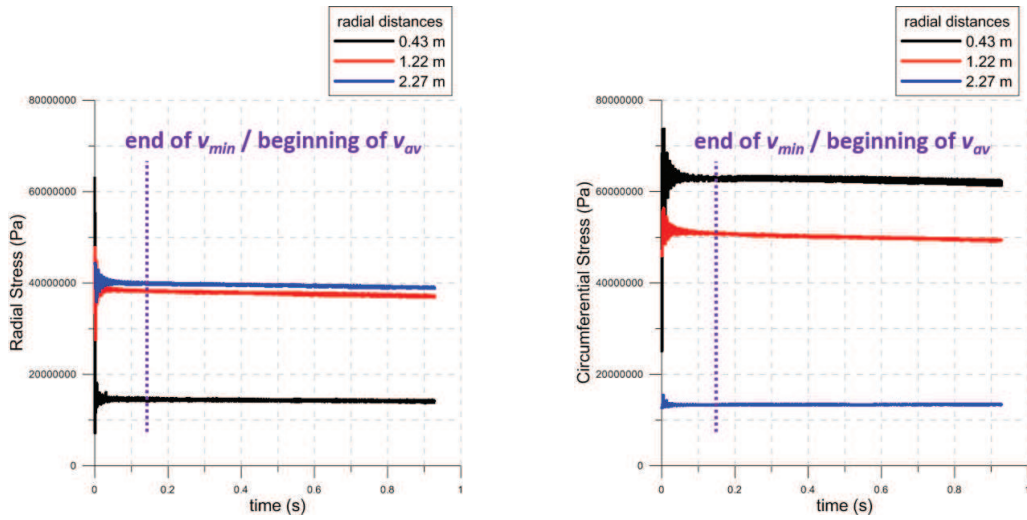 radial distances
0.43 m
1.22 m
2.27 m
80000000
60000000
40000000
20000000
0
Radial Stress (Pa)
end of vmin / beginning of vav
0
0.2
0.4
0.6
0.8
1
time (s)
radial distances
0.43 m
1.22 m
2.27 m
80000000
60000000
40000000
20000000
0
Circumferential Stress (Pa)
end of vmin / beginning of vav
0
0.2
0.4
0.6
0.8
1
time (s)